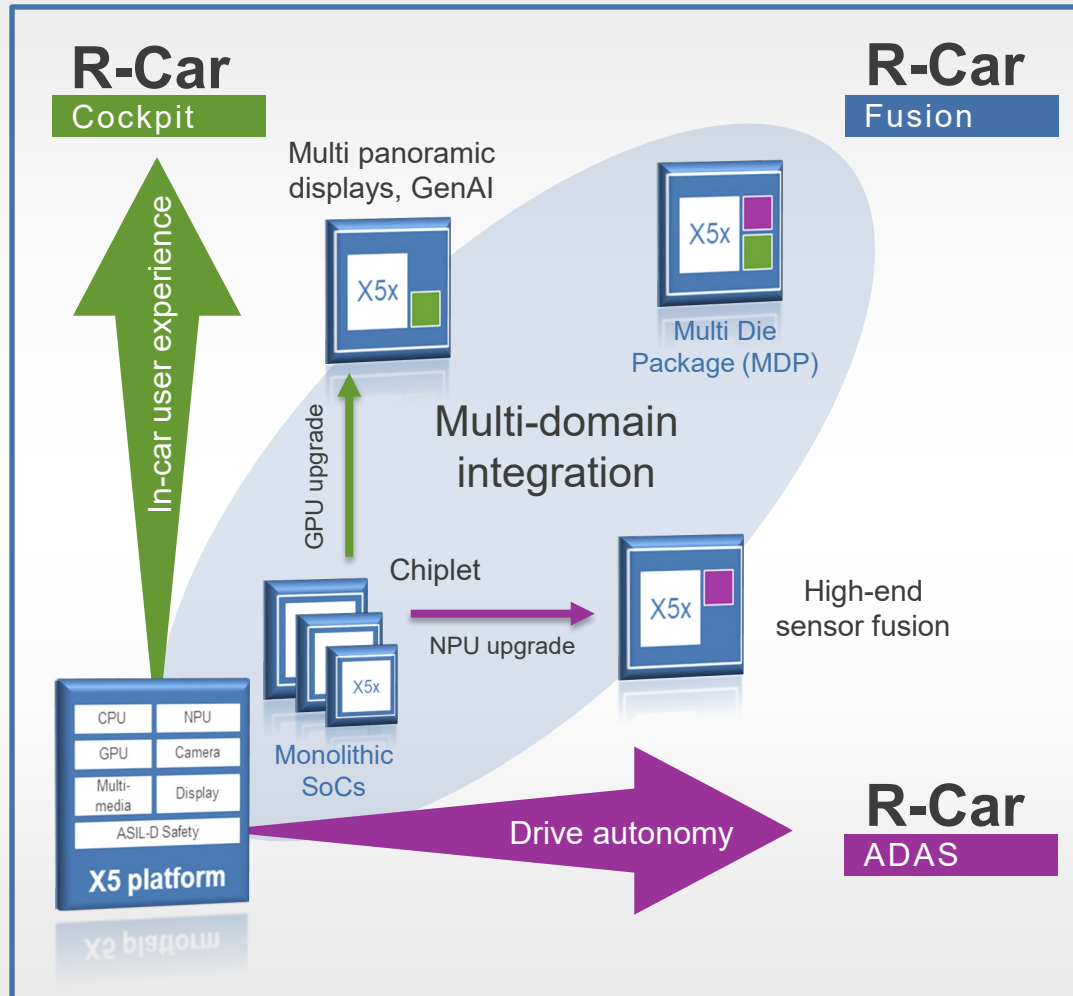 R-Car
Cockpit
R-Car
Fusion
In-car user experience
Multi panoramic
displays, GenAI
X5x
X5x
Multi Die
Package (MDP)
Multi-domain
integration
GPU upgrade
Chiplet
NPU upgrade
X5x
High-end
sensor fusion
X5x
Monolithic
SoCs
CPU
NPU
GPU
Camera
Multi-
media
Display
ASIL-D Safety
X5 platform
X5 platform
Drive autonomy
R-Car
ADAS